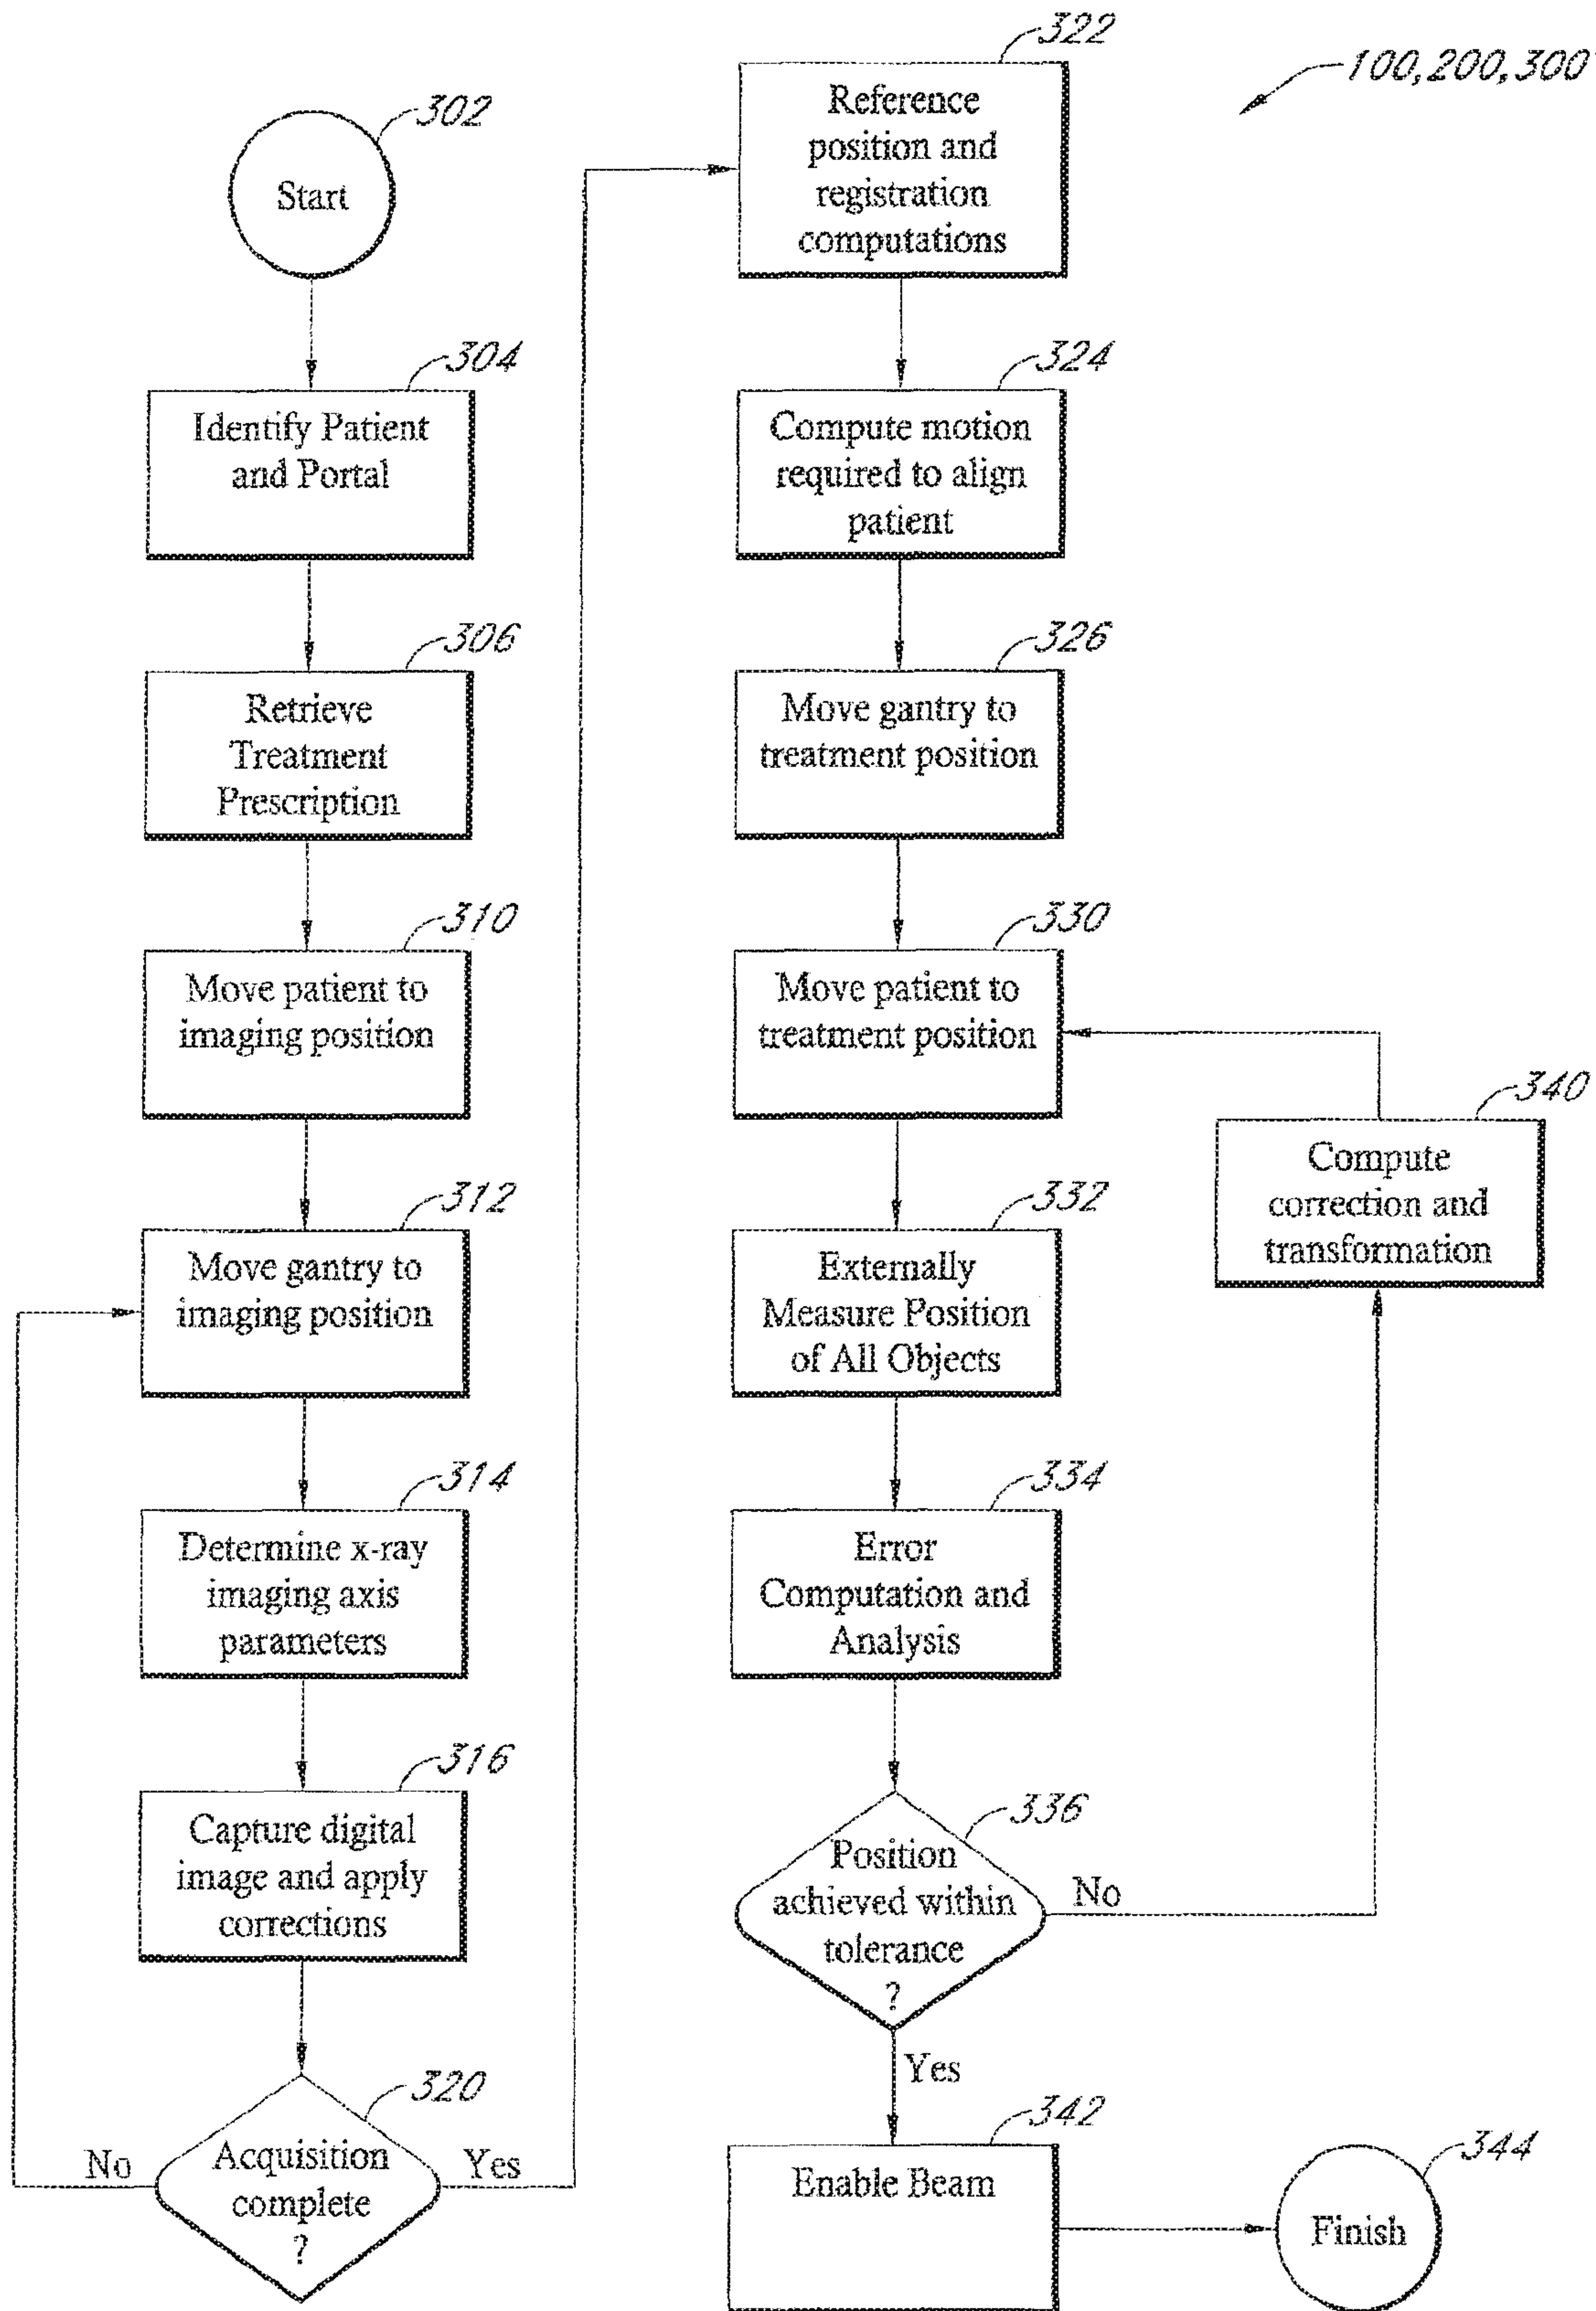 100,200,300
302
Start
304
Identify Patient
and Portal
306
Retrieve
Treatment
Prescription
310
Move patient to
imaging position
312
Move gantry to
imaging position
314
Determine x-ray
imaging axis
parameters
316
Capture digital
image and apply
corrections
320
Acquisition
complete
?
No
Yes
322
Reference
position and
registration
computations
324
Compute motion
required to align
patient
326
Move gantry to
treatment position
330
Move patient to
treatment position
332
Externally
Measure Position
of All Objects
334
Error
Computation and
Analysis
336
Position
achieved within
tolerance
?
No
Yes
340
Compute
correction and
transformation
342
Enable Beam
344
Finish